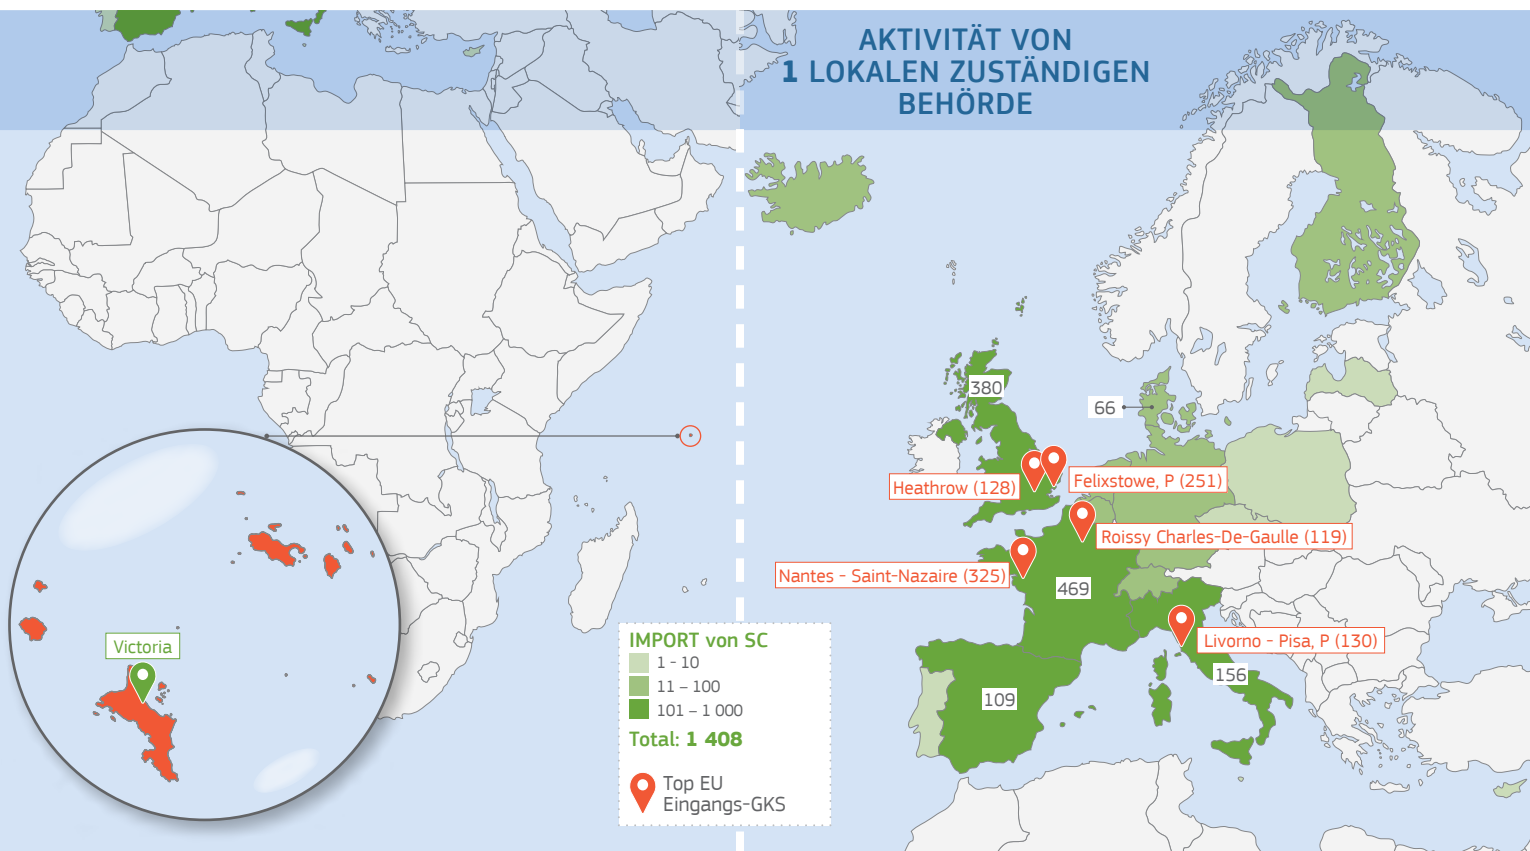 AKTIVITÄT VON
1 LOKALEN ZUSTÄNDIGEN
BEHÖRDE
380
66
Heathrow (128)
Felixstowe, P (251)
Roissy Charles-De-Gaulle (119)
Nantes - Saint-Nazaire (325)
469
Livorno - Pisa, P (130)
156
109
Victoria
IMPORT von SC
1 - 10
11 – 100
101 – 1 000
Total: 1 408
Top EU
Eingangs-GKS